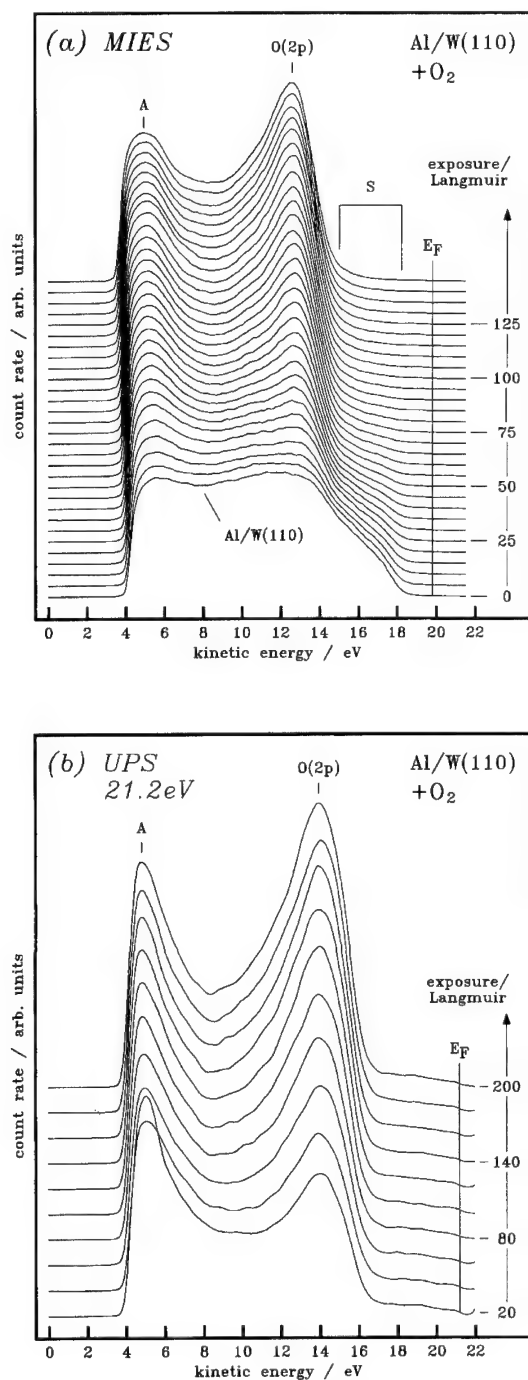 (a) MIES
O(2p)
Al/W(110)
+O2
A
exposure/
Langmuir
S
EF
125
100
75
50
25
0
Al/W(110)
count rate / arb. units
0 2 4 6 8 10 12 14 16 18 20 22
kinetic energy / eV
(b) UPS
21.2eV
O(2p)
Al/W(110)
+O2
A
exposure/
Langmuir
EF
200
140
80
20
count rate / arb. units
0 2 4 6 8 10 12 14 16 18 20 22
kinetic energy / eV